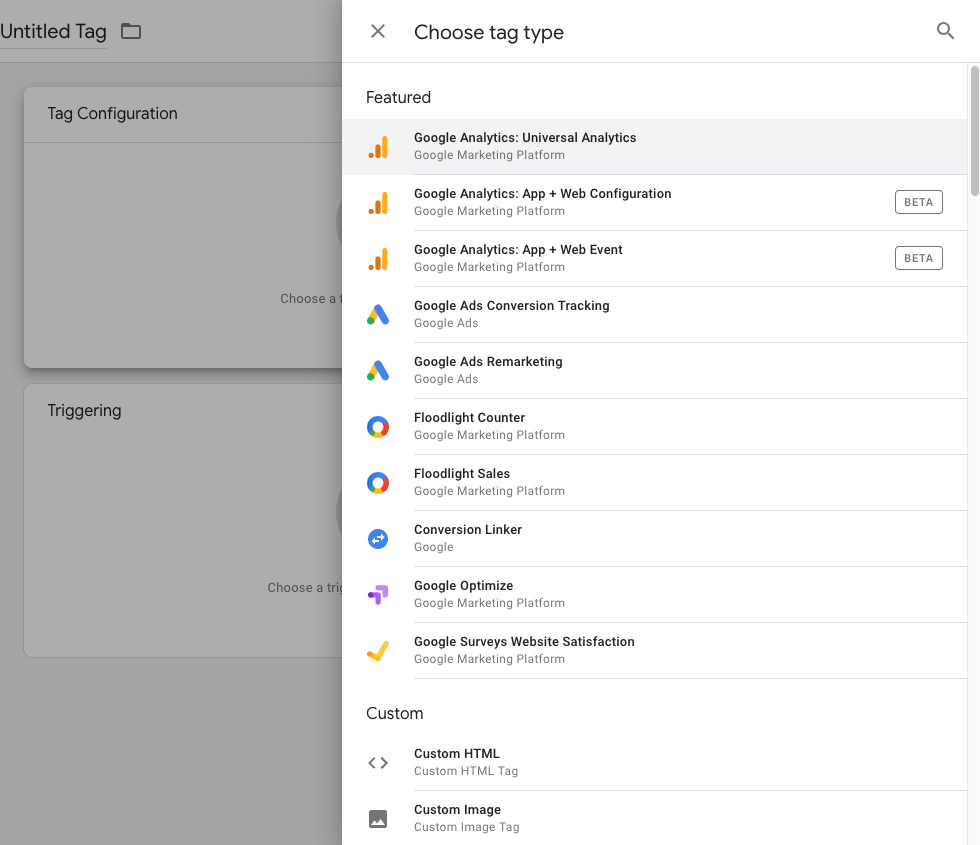 Untitled Tag
Choose tag type
Tag Configuration
Choose a t
Triggering
Choose a trig
Featured
Google Analytics: Universal Analytics
Google Marketing Platform
Google Analytics: App + Web Configuration
Google Marketing Platform
BETA
Google Analytics: App + Web Event
Google Marketing Platform
BETA
Google Ads Conversion Tracking
Google Ads
Google Ads Remarketing
Google Ads
Floodlight Counter
Google Marketing Platform
Floodlight Sales
Google Marketing Platform
Conversion Linker
Google
Google Optimize
Google Marketing Platform
Google Surveys Website Satisfaction
Google Marketing Platform
Custom
Custom HTML
Custom HTML Tag
Custom Image
Custom Image Tag